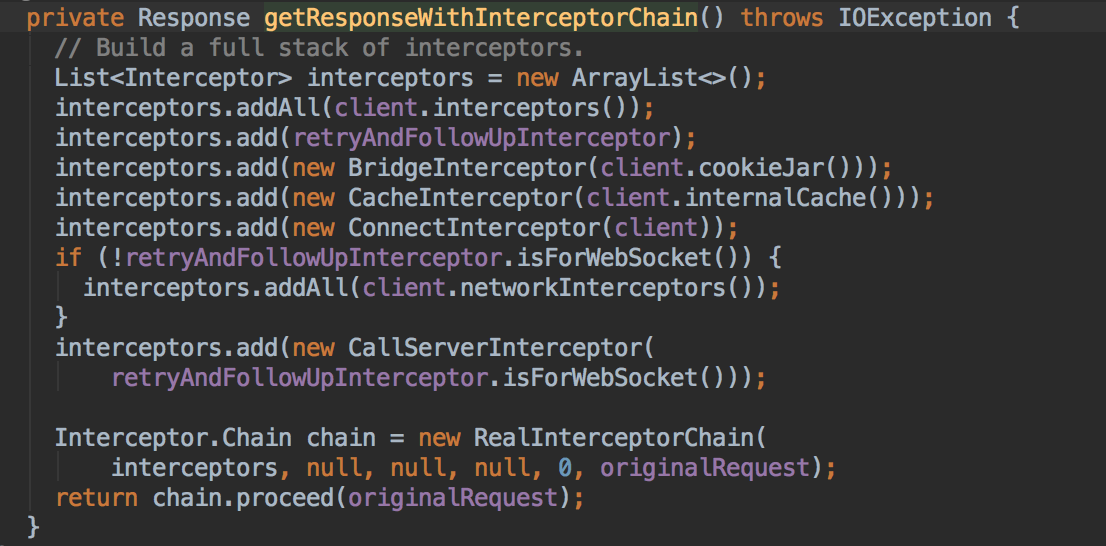 private Response getResponseWithInterceptorChain() throws IOException {
// Build a full stack of interceptors.
List<Interceptor> interceptors = new ArrayList<>();
interceptors.addAll(client.interceptors());
interceptors.add(retryAndFollowUpInterceptor);
interceptors.add(new BridgeInterceptor(client.cookieJar()));
interceptors.add(new CacheInterceptor(client.internalCache()));
interceptors.add(new ConnectInterceptor(client));
if (!retryAndFollowUpInterceptor.isForWebSocket()) {
interceptors.addAll(client.networkInterceptors());
}
interceptors.add(new CallServerInterceptor(
retryAndFollowUpInterceptor.isForWebSocket()));
Interceptor.Chain chain = new RealInterceptorChain(
interceptors, null, null, null, 0, originalRequest);
return chain.proceed(originalRequest);
}